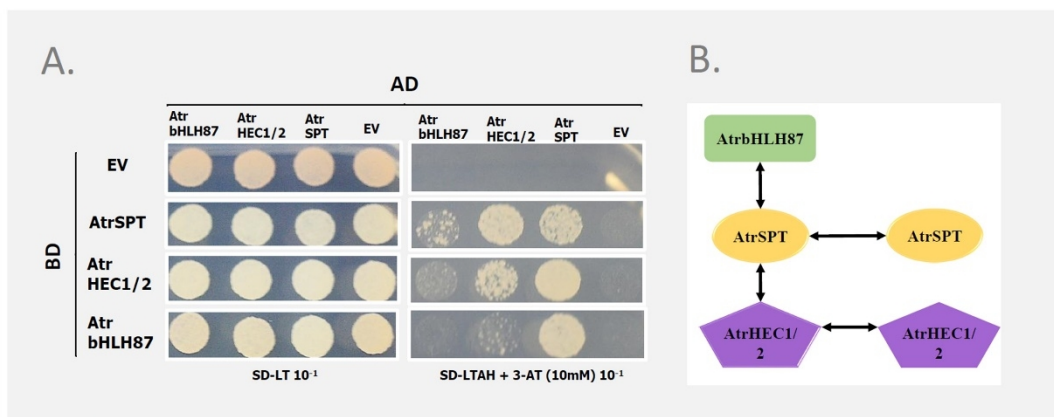 A.
B.
AD
Atr
bHLH87
Atr
HEC1/2
Atr
SPT
EV
Atr
bHLH87
Atr
HEC1/2
Atr
SPT
EV
BD
EV
AtrSPT
Atr
HEC1/2
Atr
bHLH87
SD-LT 10⁻¹
SD-LTAH + 3-AT (10mM) 10⁻¹
AtrbHLH87
AtrSPT
AtrSPT
AtrHEC1/
2
AtrHEC1/
2